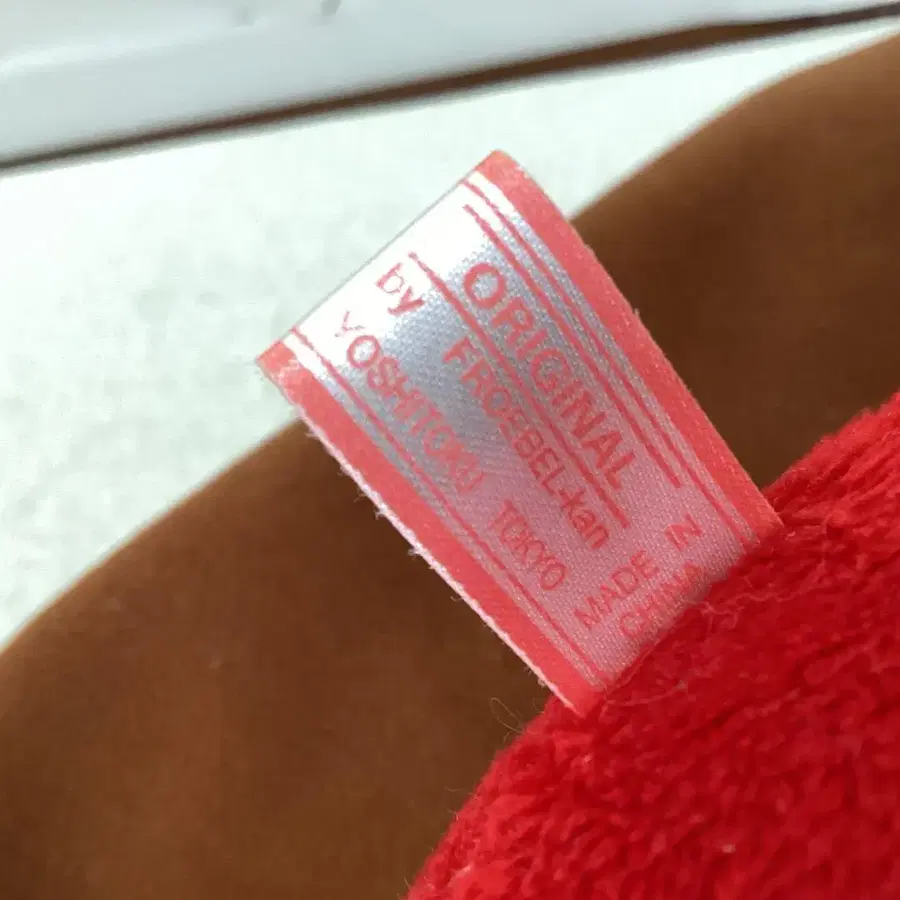 ORIGINAL
FROEBEL-kan
by
YOSHITOKU TOKYO
MADE IN
CHINA